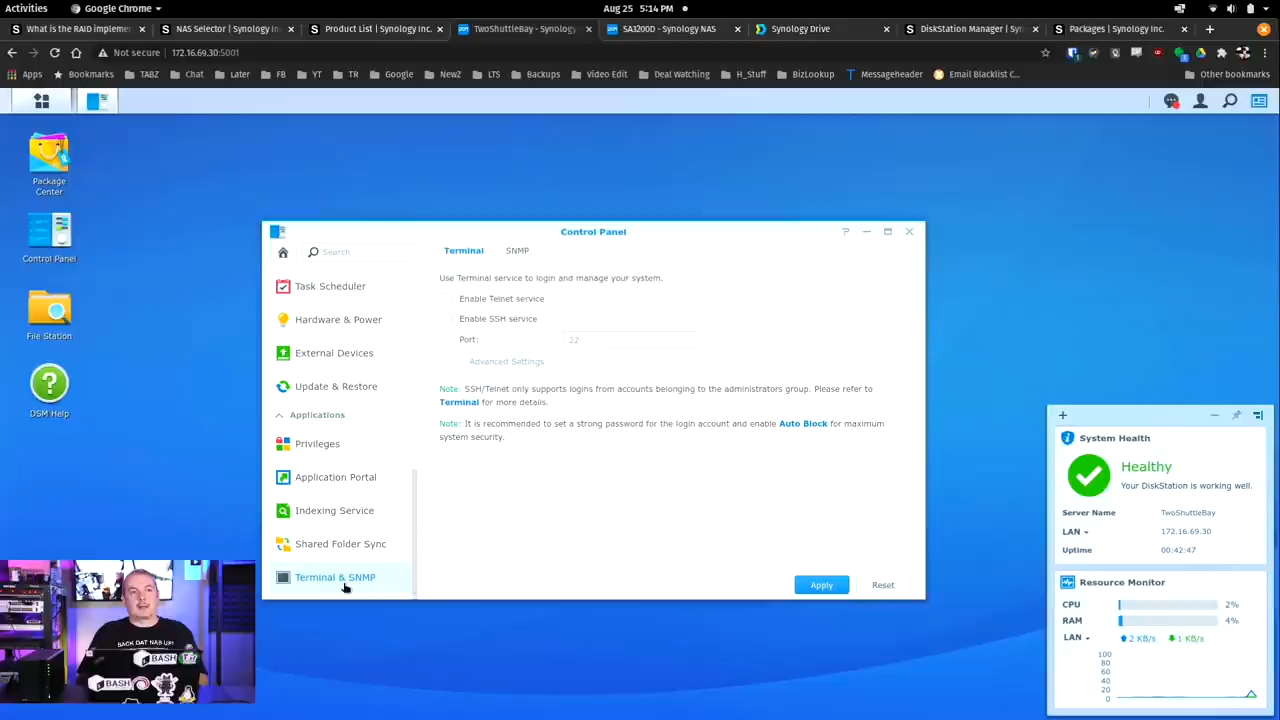 Activities
Google Chrome
Aug 25 5:14 PM
What is the RAID implemen
NAS Selector | Synology In
Product List | Synology Inc.
TwoShuttleBay - Synology
SA3200D - Synology NAS
Synology Drive
DiskStation Manager | Syn
Packages | Synology Inc.
Not secure
172.16.69.30:5001
Apps
Bookmarks
TABZ
Chat
Later
FB
YT
TR
Google
NewZ
LTS
Backups
Video Edit
Deal Watching
H_Stuff
BizLookup
Messageheader
Email Blacklist C...
Other bookmarks
Package
Center
Control Panel
File Station
DSM Help
Control Panel
Search
Task Scheduler
Hardware & Power
External Devices
Update & Restore
Applications
Privileges
Application Portal
Indexing Service
Shared Folder Sync
Terminal & SNMP
Terminal
SNMP
Use Terminal service to login and manage your system.
Enable Telnet service
Enable SSH service
Port:
22
Advanced Settings
Note: SSH/Telnet only supports logins from accounts belonging to the administrators group. Please refer to
Terminal for more details.
Note: It is recommended to set a strong password for the login account and enable Auto Block for maximum
system security.
Apply
Reset
System Health
Healthy
Your DiskStation is working well.
Server Name
TwoShuttleBay
LAN
172.16.69.30
Uptime
00:42:47
Resource Monitor
CPU
2%
RAM
4%
LAN
2 KB/s
1 KB/s
100
80
60
40
20
0
BACK DAT NAS UP!
BASH
BASH